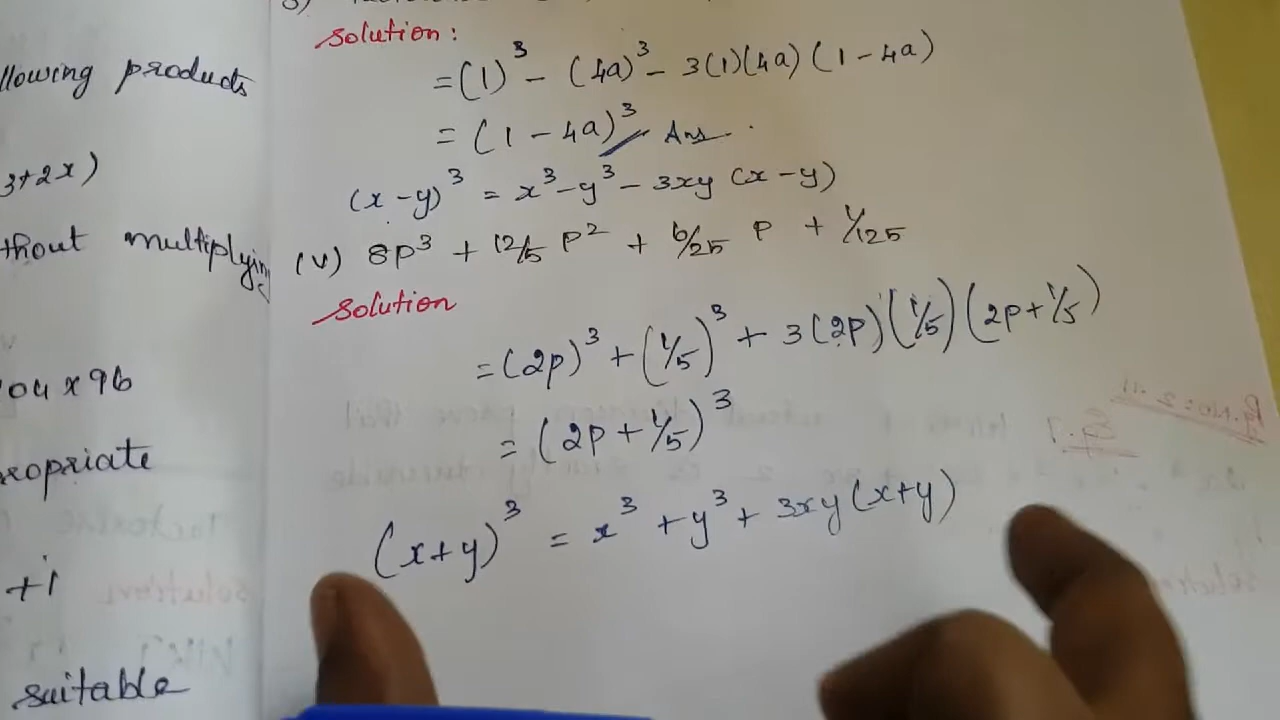 llowing products
3+2x)
thout multiplying
04 x 96
ropriate
+1
suitable
3)
Solution:
= (1)³ - (4a)³ - 3(1)(4a)(1 - 4a)
= (1 - 4a)³ Ans.
(x - y)³ = x³ - y³ - 3xy (x - y)
(v) 8p³ + 12/5 p² + 6/25 p + 1/125
Solution
= (2p)³ + (1/5)³ + 3(2p)(1/5)(2p + 1/5)
= (2p + 1/5)³
(x+y)³ = x³ + y³ + 3xy(x+y)